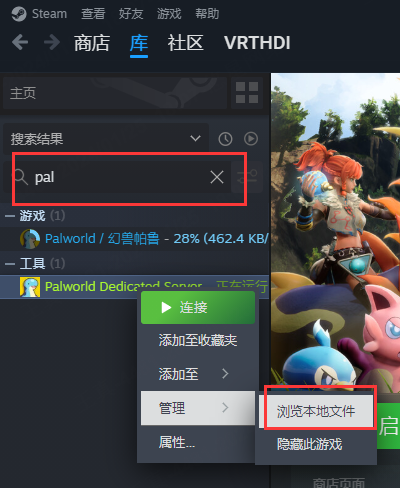 Steam 查看 好友 游戏 帮助
商店 库 社区 VRTHDI
主页
搜索结果
pal
游戏 (1)
Palworld / 幻兽帕鲁 - 28% (462.4 KB/
工具 (1)
Palworld Dedicated Server - 正在运行
连接
添加至收藏夹
添加至
管理
浏览本地文件
启
属性...
隐藏此游戏
商店页面